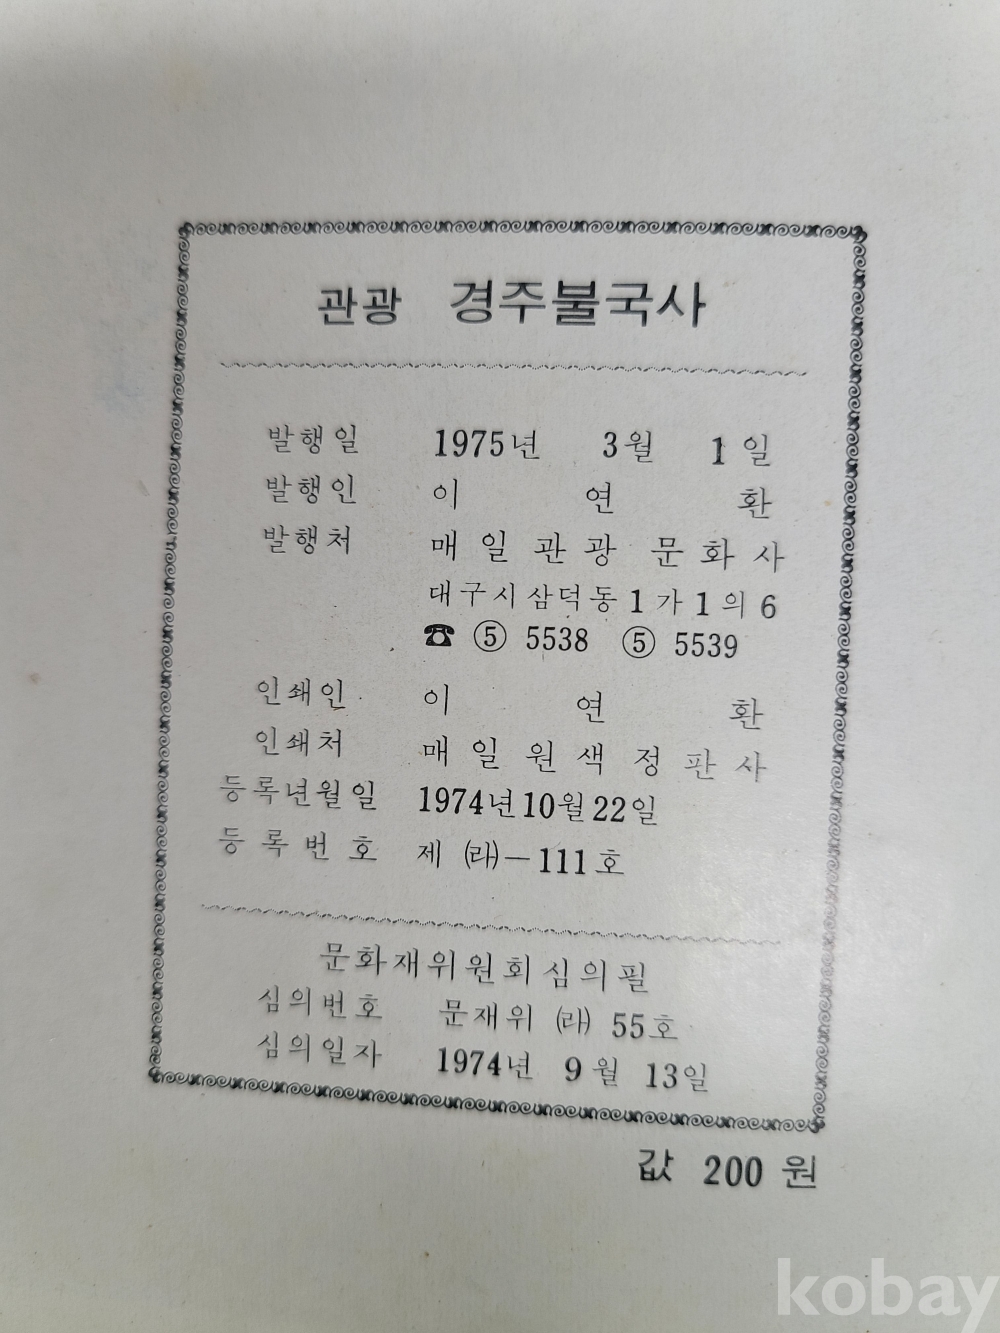 관광 경주불국사
발행일 1975년 3월 1일
발행인 이 연 환
발행처 매일관광 문화사
대구시삼덕동1가1의6
☎ ⑤ 5538 ⑤ 5539
인쇄인 이 연 환
인쇄처 매일원색정판사
등록년월일 1974년10월22일
등록번호 제 ㈃-111호
문화재위원회심의필
심의번호 문재위 ㈃ 55호
심의일자 1974년 9월 13일
값 200원
kobay